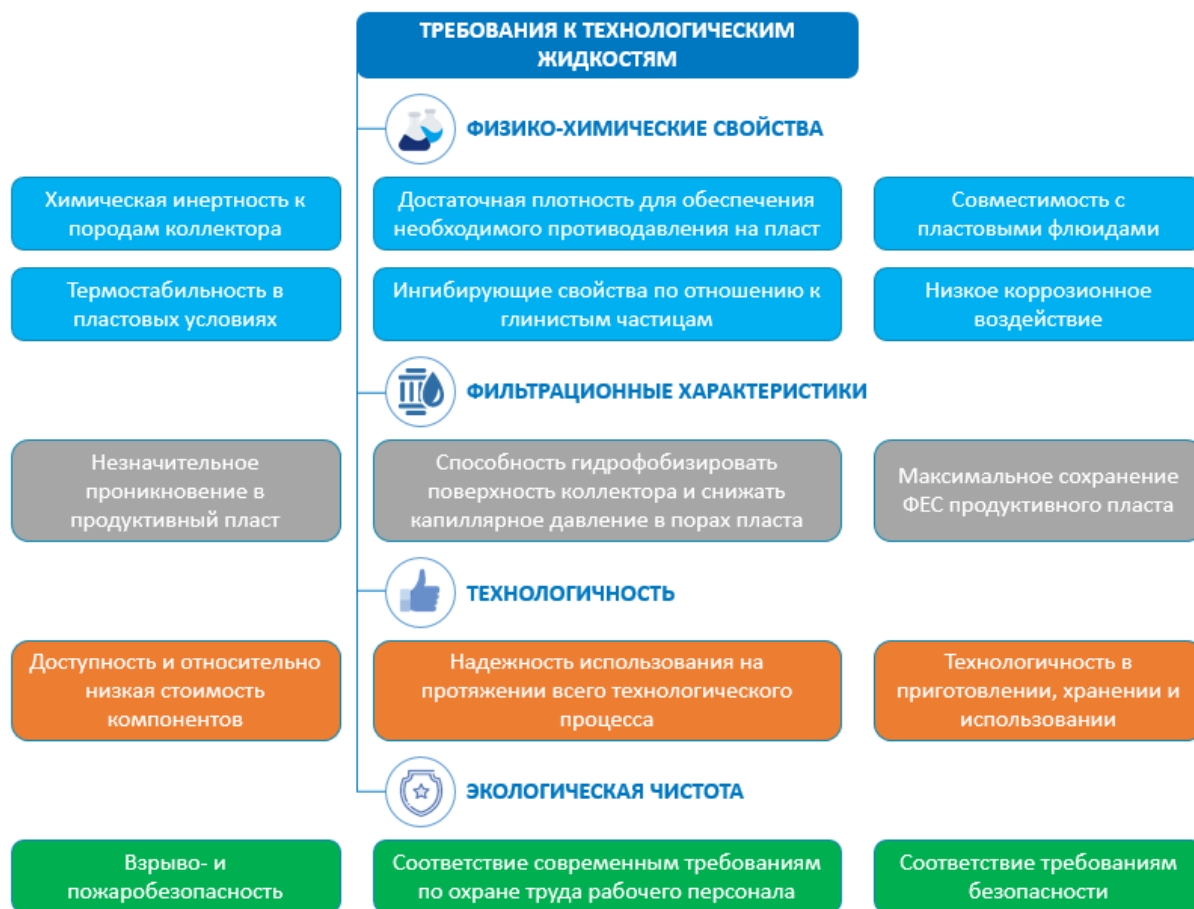 ТРЕБОВАНИЯ К ТЕХНОЛОГИЧЕСКИМ
ЖИДКОСТЯМ
ФИЗИКО-ХИМИЧЕСКИЕ СВОЙСТВА
Химическая инертность к
породам коллектора
Достаточная плотность для обеспечения
необходимого противодавления на пласт
Совместимость с
пластовыми флюидами
Термостабильность в
пластовых условиях
Ингибирующие свойства по отношению к
глинистым частицам
Низкое коррозионное
воздействие
ФИЛЬТРАЦИОННЫЕ ХАРАКТЕРИСТИКИ
Незначительное
проникновение в
продуктивный пласт
Способность гидрофобизировать
поверхность коллектора и снижать
капиллярное давление в порах пласта
Максимальное сохранение
ФЕС продуктивного пласта
ТЕХНОЛОГИЧНОСТЬ
Доступность и относительно
низкая стоимость
компонентов
Надежность использования на
протяжении всего технологического
процесса
Технологичность в
приготовлении, хранении и
использовании
ЭКОЛОГИЧЕСКАЯ ЧИСТОТА
Взрыво- и
пожаробезопасность
Соответствие современным требованиям
по охране труда рабочего персонала
Соответствие требованиям
безопасности